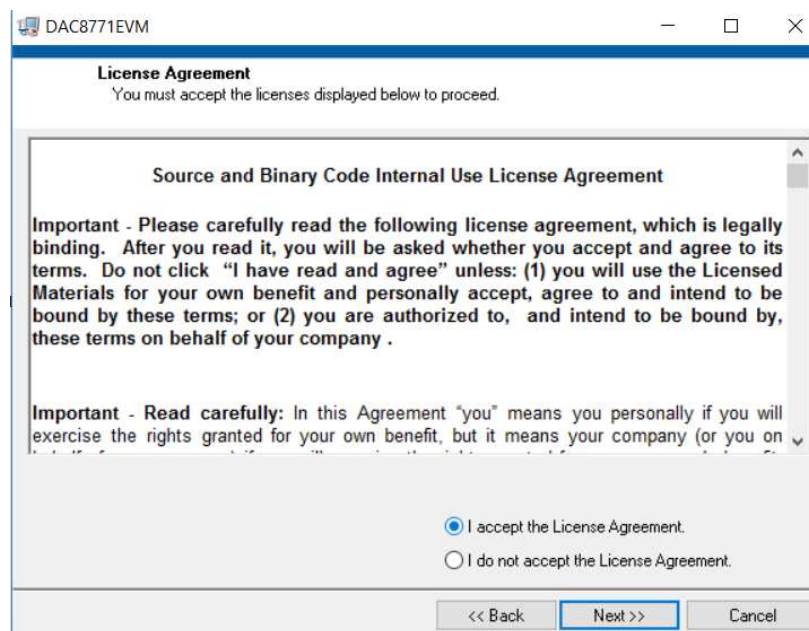 DAC8771EVM
License Agreement
You must accept the licenses displayed below to proceed.
Source and Binary Code Internal Use License Agreement
Important - Please carefully read the following license agreement, which is legally
binding. After you read it, you will be asked whether you accept and agree to its
terms. Do not click “I have read and agree” unless: (1) you will use the Licensed
Materials for your own benefit and personally accept, agree to and intend to be
bound by these terms; or (2) you are authorized to, and intend to be bound by,
these terms on behalf of your company .
Important - Read carefully: In this Agreement “you” means you personally if you will
exercise the rights granted for your own benefit, but it means your company (or you on
I accept the License Agreement.
I do not accept the License Agreement.
<< Back Next >> Cancel